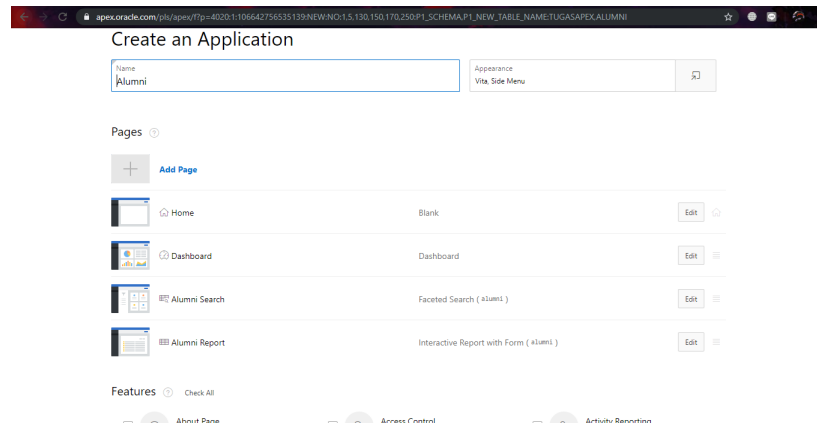 apex.oracle.com/pls/apex/f?p=4020:1:106642756535139:NEW:NO:1,5,130,150,170,250:P1_SCHEMA,P1_NEW_TABLE_NAME:TUGASAPEX,ALUMNI
Create an Application
Name
Alumni
Appearance
Vita, Side Menu
Pages
Add Page
Home Blank Edit
Dashboard Dashboard Edit
Alumni Search Faceted Search ( alumni ) Edit
Alumni Report Interactive Report with Form ( alumni ) Edit
Features Check All
About Page Access Control Activity Reporting